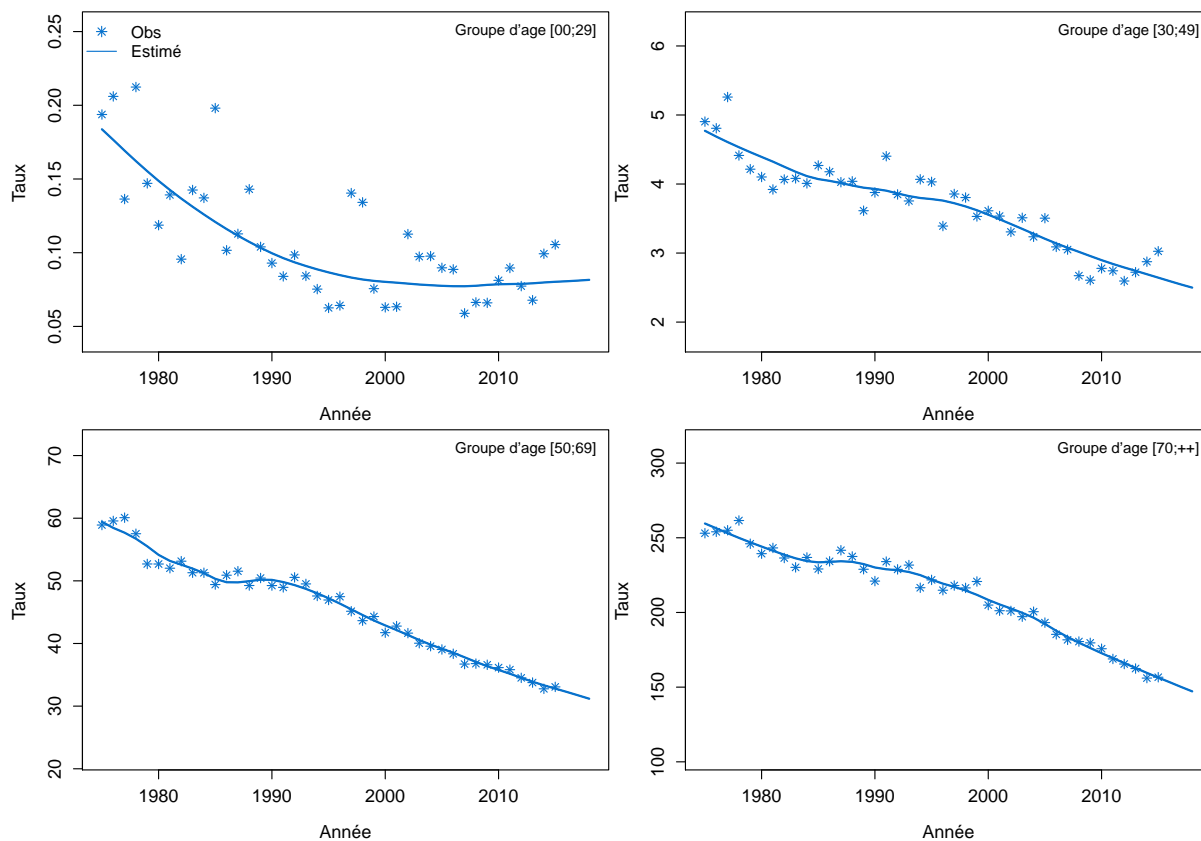 Groupe d'age [00;29]
Obs
Estimé
0.25
0.20
0.15
0.10
0.05
Taux
1980 1990 2000 2010
Année
Groupe d'age [30;49]
6
5
4
3
2
Taux
1980 1990 2000 2010
Année
Groupe d'age [50;69]
70
60
50
40
30
20
Taux
1980 1990 2000 2010
Année
Groupe d'age [70;++]
300
250
200
150
100
Taux
1980 1990 2000 2010
Année